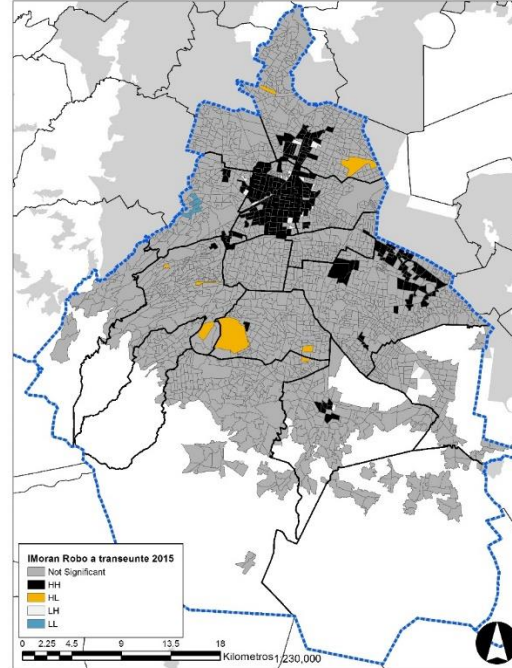 IMoran Robo a transeunte 2015
Not Significant
HH
HL
LH
LL
0 2.25 4.5 9 13.5 18
Kilometros 1:230,000
N